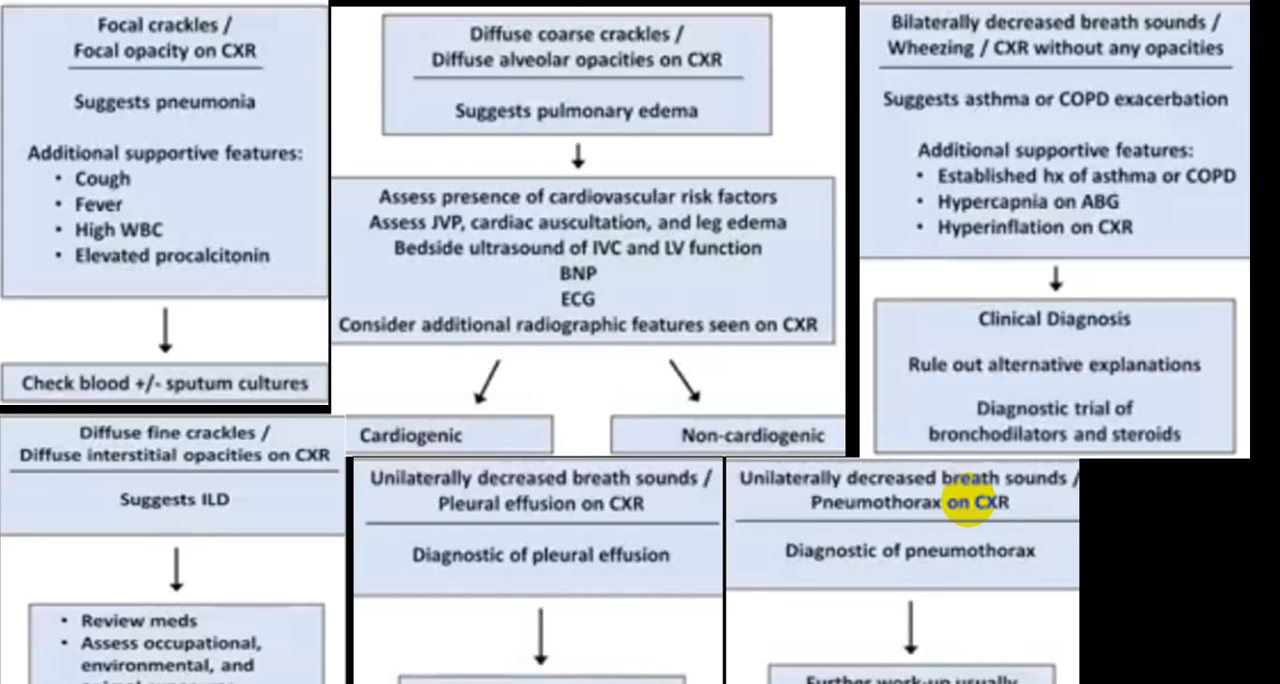 Focal crackles /
Focal opacity on CXR
Suggests pneumonia
Additional supportive features:
• Cough
• Fever
• High WBC
• Elevated procalcitonin
Check blood +/- sputum cultures
Diffuse coarse crackles /
Diffuse alveolar opacities on CXR
Suggests pulmonary edema
Assess presence of cardiovascular risk factors
Assess JVP, cardiac auscultation, and leg edema
Bedside ultrasound of IVC and LV function
BNP
ECG
Consider additional radiographic features seen on CXR
Cardiogenic
Non-cardiogenic
Bilaterally decreased breath sounds /
Wheezing / CXR without any opacities
Suggests asthma or COPD exacerbation
Additional supportive features:
• Established hx of asthma or COPD
• Hypercapnia on ABG
• Hyperinflation on CXR
Clinical Diagnosis
Rule out alternative explanations
Diagnostic trial of
bronchodilators and steroids
Diffuse fine crackles /
Diffuse interstitial opacities on CXR
Suggests ILD
• Review meds
• Assess occupational,
environmental, and
Unilaterally decreased breath sounds /
Pleural effusion on CXR
Diagnostic of pleural effusion
Unilaterally decreased breath sounds /
Pneumothorax on CXR
Diagnostic of pneumothorax
Further work-up usually